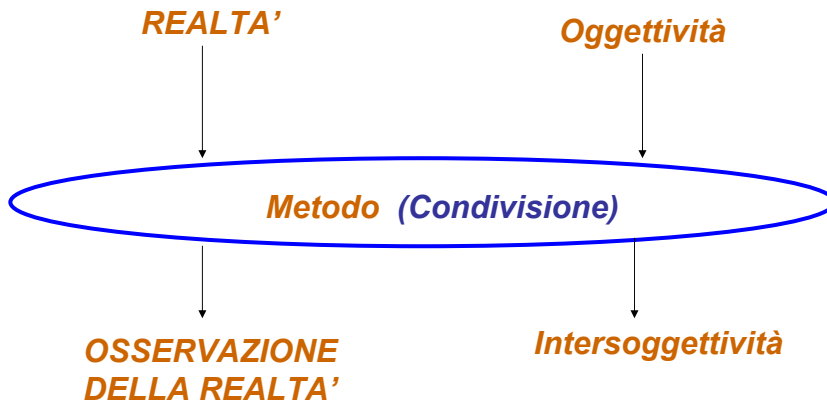 REALTA’
Oggettività
Metodo (Condivisione)
OSSERVAZIONE
DELLA REALTA’
Intersoggettività